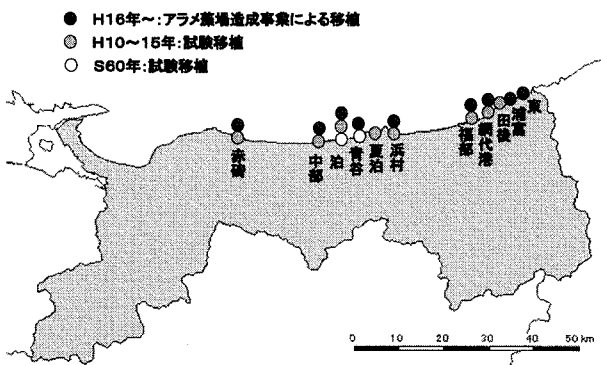 ● H16年~:アラメ藻場造成事業による移植
● H10~15年:試験移植
○ S60年:試験移植
赤碕
中部
泊
青谷
夏泊
浜村
福部
網代港
田後
浦富
東
0 10 20 30 40 50 km